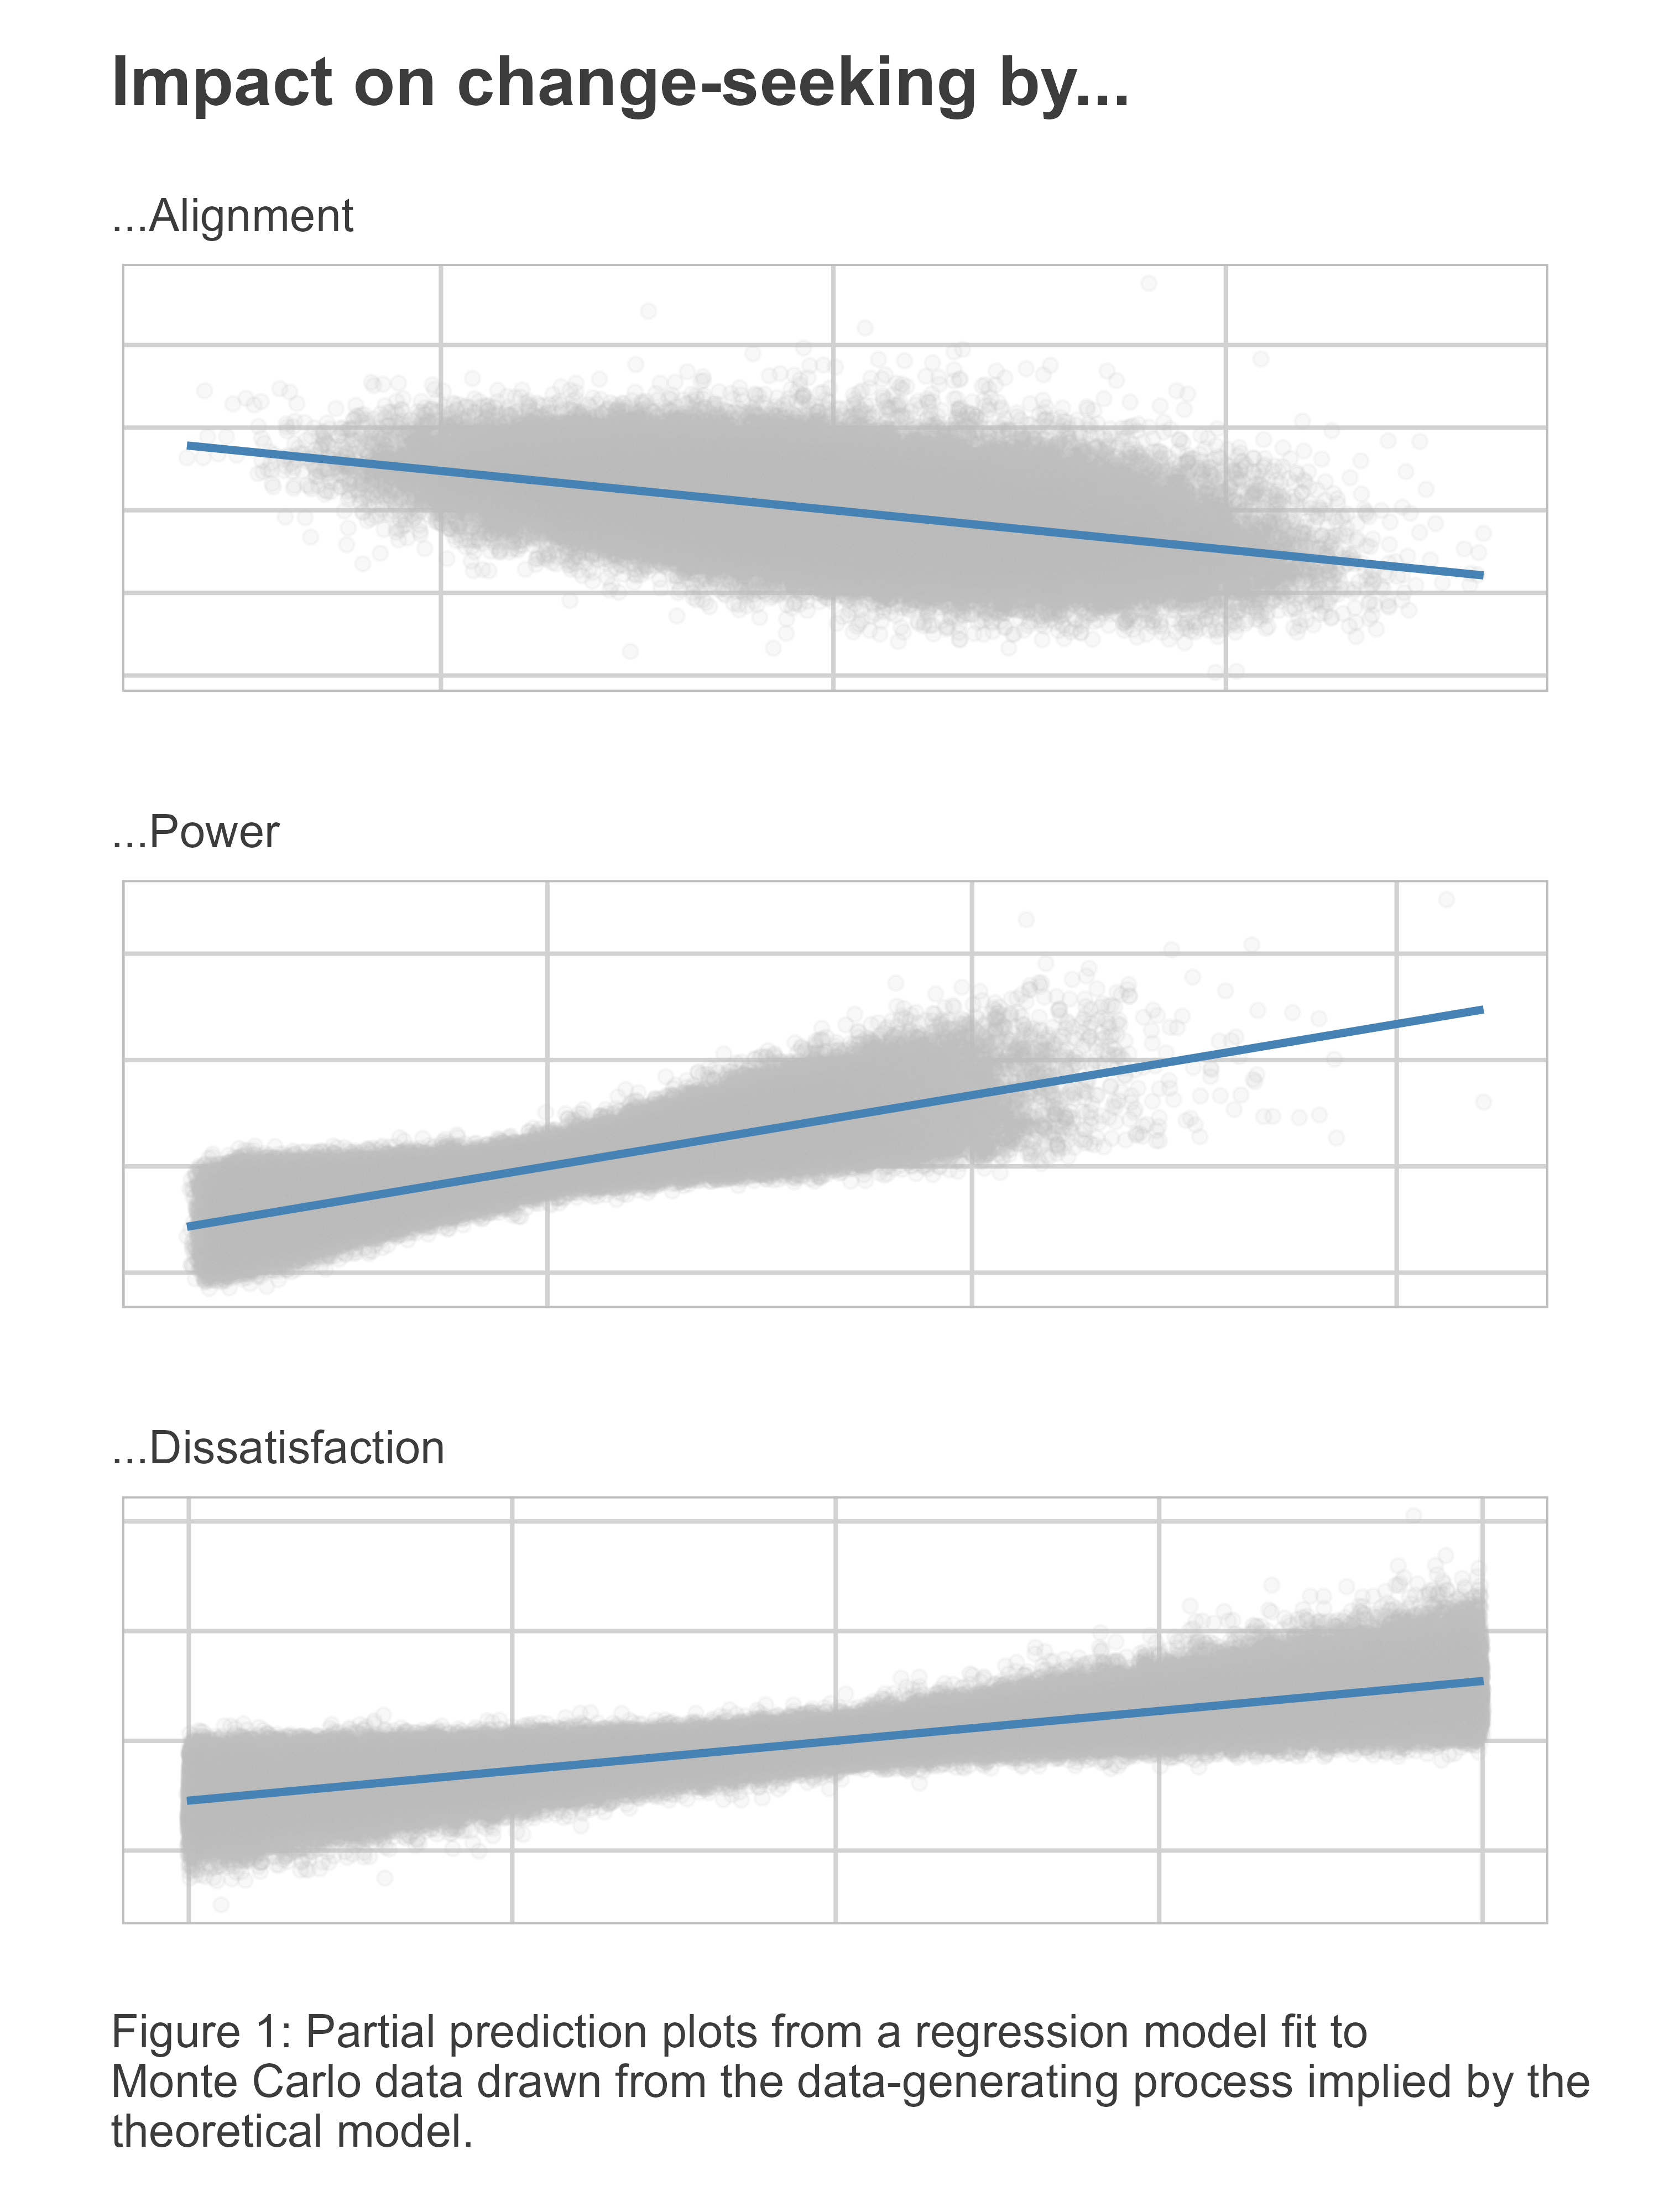 Impact on change-seeking by...
...Alignment
...Power
...Dissatisfaction
Figure 1: Partial prediction plots from a regression model fit to
Monte Carlo data drawn from the data-generating process implied by the
theoretical model.